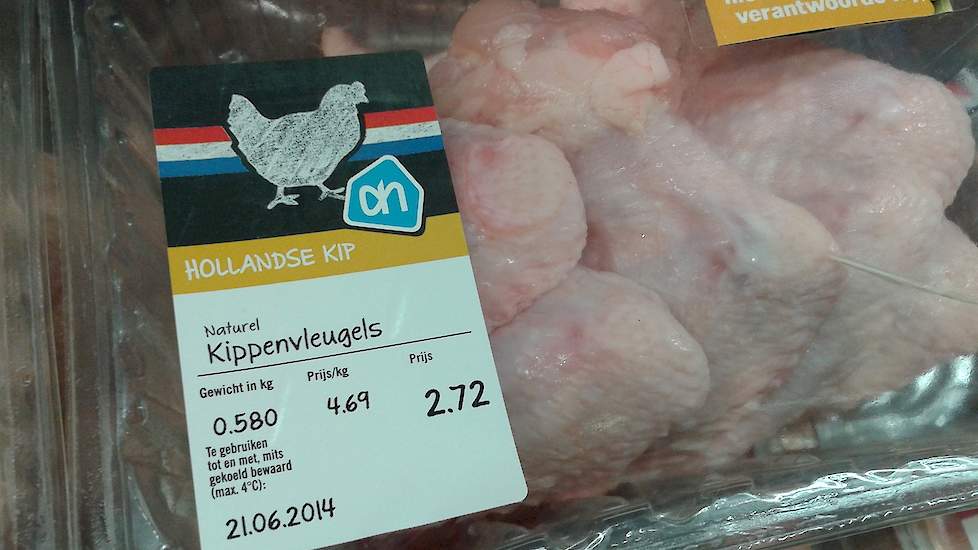 verantwoorde
ah
HOLLANDSE KIP
Naturel
Kippenvleugels
Gewicht in kg Prijs/kg Prijs
0.580 4.69 2.72
Te gebruiken
tot en met, mits
gekoeld bewaard
(max. 4°C):
21.06.2014